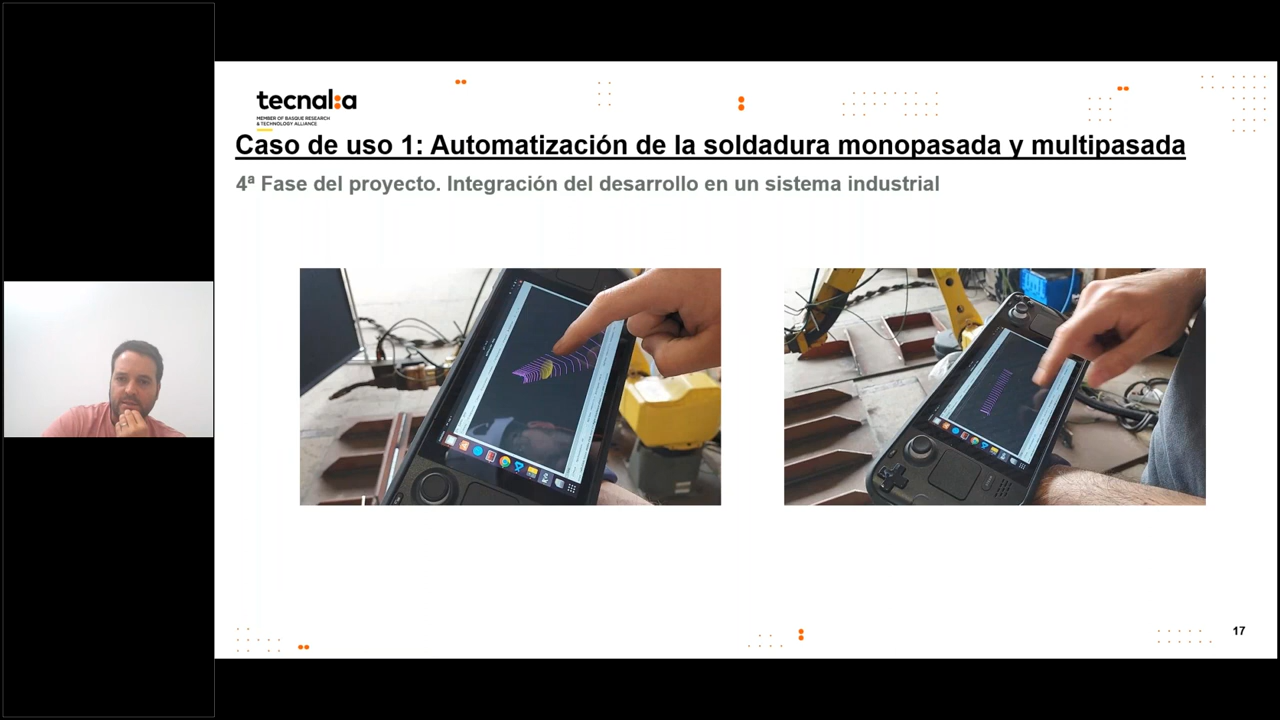 tecnalia
MEMBER OF BASQUE RESEARCH
& TECHNOLOGY ALLIANCE
Caso de uso 1: Automatización de la soldadura monopasada y multipasada
4ª Fase del proyecto. Integración del desarrollo en un sistema industrial
17